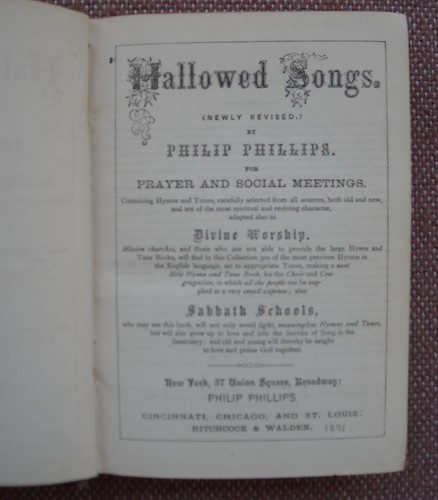 Hallowed Songs.
(NEWLY REVISED.)
BY
PHILIP PHILLIPS.
FOR
PRAYER AND SOCIAL MEETINGS.
Containing Hymns and Tunes, carefully selected from all sources, both old and new,
and are of the most spiritual and reviving character,
adapted also to
Divine Worship.
Mission churches, and those who are not able to provide the large Hymn and
Tune Books, will find in this Collection 300 of the most precious Hymns in
the English language, set to appropriate Tunes, making a most
little Hymn and Tune Book, for the Choir and Con-
gregation, in which all the people can be sup-
plied at a very small expense; also
Sabbath Schools,
who may use this book, will not only avoid light, meaningless Hymns and Tunes,
but will also grow up to love and join the Service of Song in the
Sanctuary: and old and young will thereby be taught
to love and praise God together.
New York, 37 Union Square, Broadway:
PHILIP PHILLIPS.
CINCINNATI, CHICAGO, AND ST. LOUIS:
HITCHCOCK & WALDEN. 1871